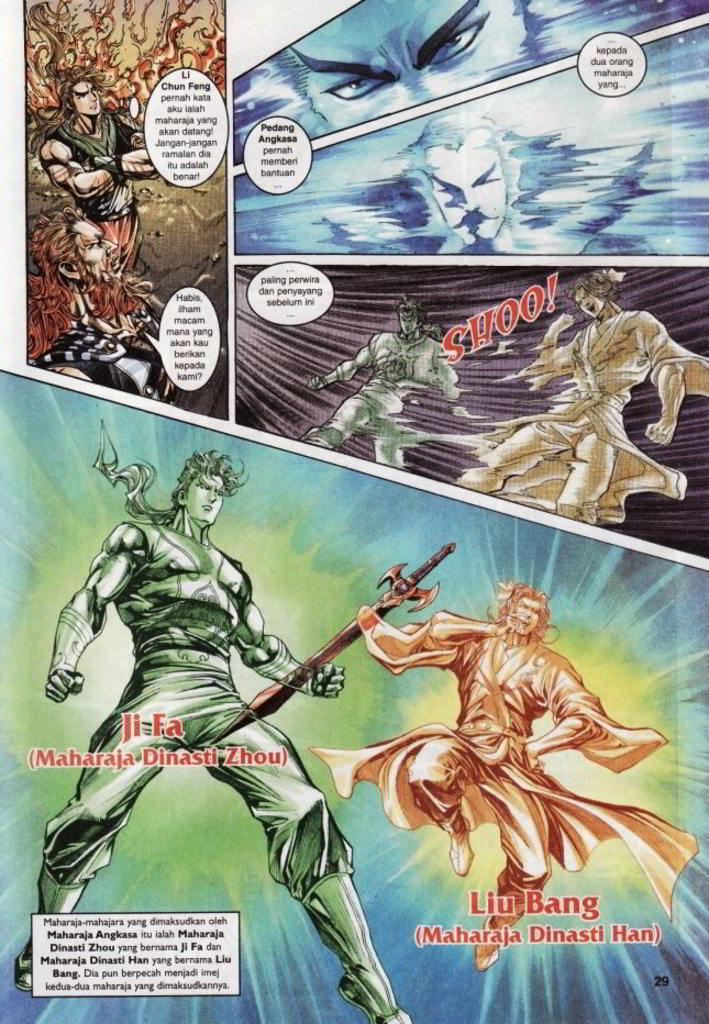 Li
Chun Feng
pernah kata
aku ialah
maharaja yang
akan datang!
Jangan-jangan
ramalan dia
itu adalah
benar!
Habis,
ilham
macam
mana yang
akan kau
berikan
kepada
kami?
Pedang
Angkasa
pernah
memberi
bantuan
...
...
kepada
dua orang
maharaja
yang...
...
paling perwira
dan penyayang
sebelum ini
...
SHOO!
Ji Fa
(Maharaja Dinasti Zhou)
Liu Bang
(Maharaja Dinasti Han)
Maharaja-mahajara yang dimaksudkan oleh
Maharaja Angkasa itu ialah Maharaja
Dinasti Zhou yang bernama Ji Fa dan
Maharaja Dinasti Han yang bernama Liu
Bang. Dia pun berpecah menjadi imej
kedua-dua maharaja yang dimaksudkannya.
29